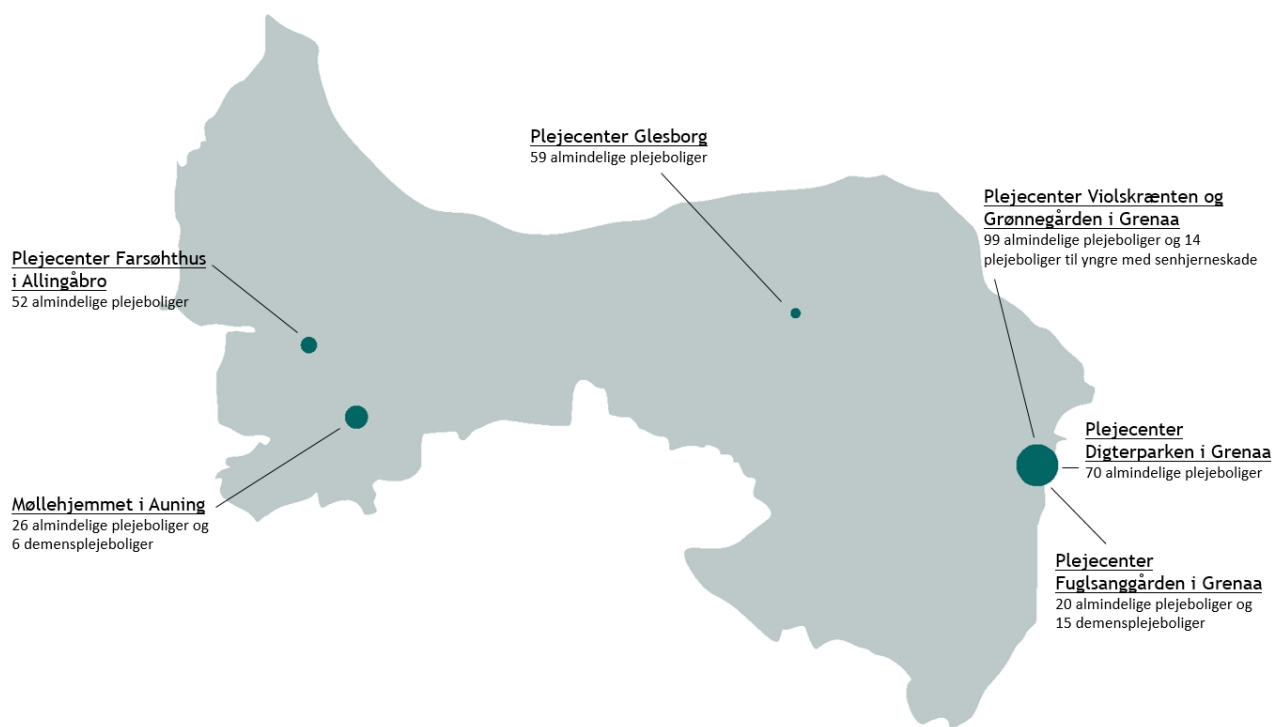 Plejecenter Glesborg
59 almindelige plejeboliger
Plejecenter Violskrænten og
Grønnegården i Grenaa
99 almindelige plejeboliger og 14
plejeboliger til yngre med senhjerneskade
Plejecenter Farsøhthus
i Allingåbro
52 almindelige plejeboliger
Plejecenter
Digterparken i Grenaa
70 almindelige plejeboliger
Møllehjemmet i Auning
26 almindelige plejeboliger og
6 demensplejeboliger
Plejecenter
Fuglsanggården i Grenaa
20 almindelige plejeboliger og
15 demensplejeboliger